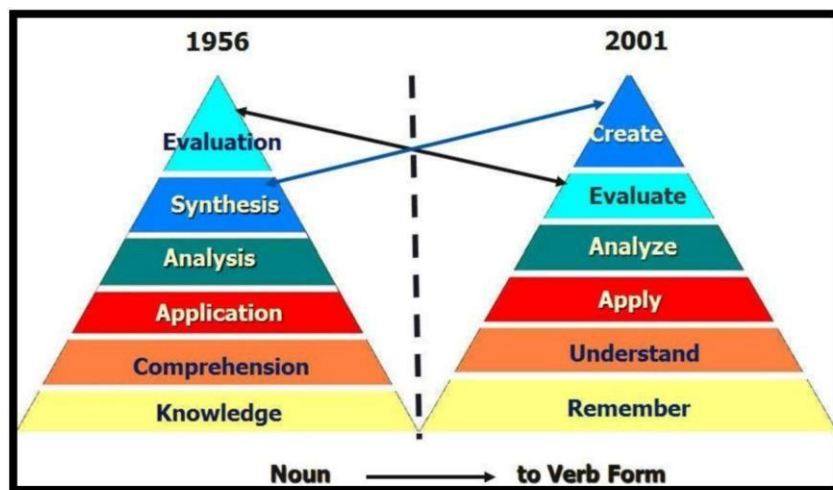 1956
2001
Evaluation
Synthesis
Analysis
Application
Comprehension
Knowledge
Create
Evaluate
Analyze
Apply
Understand
Remember
Noun to Verb Form